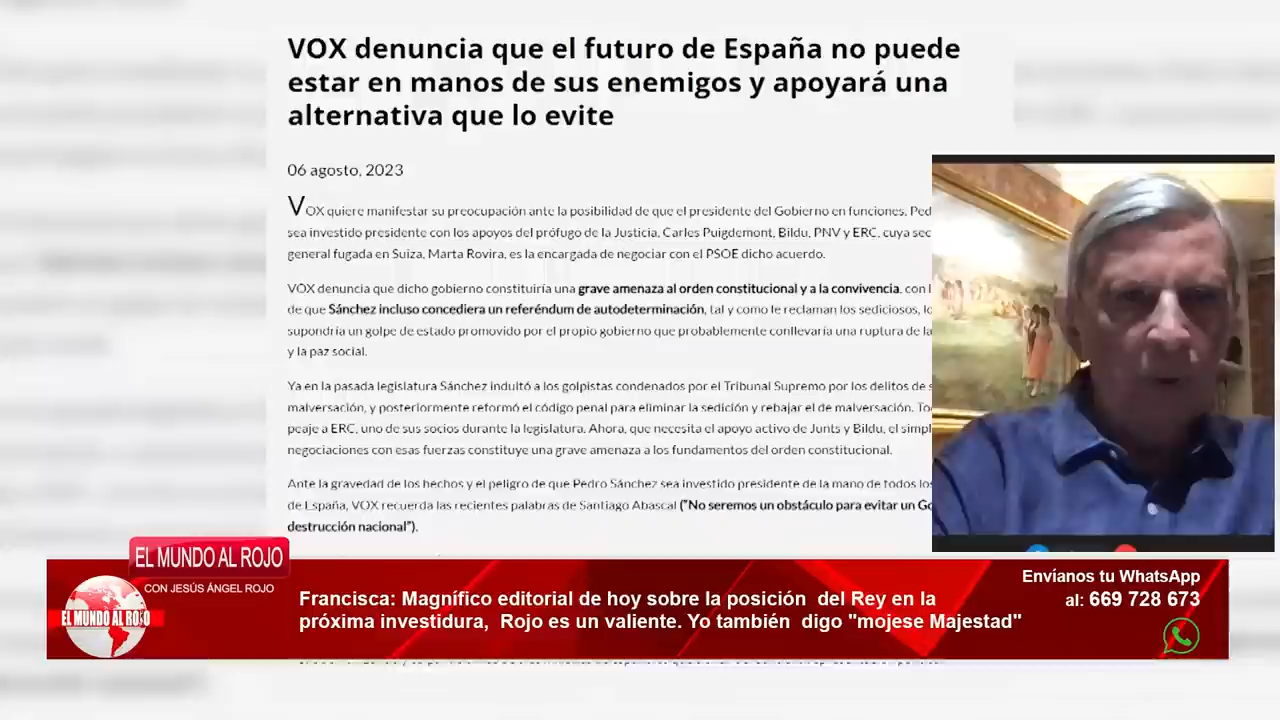 VOX denuncia que el futuro de España no puede
estar en manos de sus enemigos y apoyará una
alternativa que lo evite
06 agosto, 2023
VOX quiere manifestar su preocupación ante la posibilidad de que el presidente del Gobierno en funciones, Ped
sea investido presidente con los apoyos del prófugo de la Justicia, Carles Puigdemont, Bildu, PNV y ERC, cuya sec
general fugada en Suiza, Marta Rovira, es la encargada de negociar con el PSOE dicho acuerdo.
VOX denuncia que dicho gobierno constituiría una grave amenaza al orden constitucional y a la convivencia, con l
de que Sánchez incluso concediera un referéndum de autodeterminación, tal y como le reclaman los sediciosos, lo
supondría un golpe de estado promovido por el propio gobierno que probablemente conllevaría una ruptura de la
y la paz social.
Ya en la pasada legislatura Sánchez indultó a los golpistas condenados por el Tribunal Supremo por los delitos de s
malversación, y posteriormente reformó el código penal para eliminar la sedición y rebajar el de malversación. To
peaje a ERC, uno de sus socios durante la legislatura. Ahora, que necesita el apoyo activo de Junts y Bildu, el simpl
negociaciones con esas fuerzas constituye una grave amenaza a los fundamentos del orden constitucional.
Ante la gravedad de los hechos y el peligro de que Pedro Sánchez sea investido presidente de la mano de todos los
de España, VOX recuerda las recientes palabras de Santiago Abascal ("No seremos un obstáculo para evitar un Go
destrucción nacional").
EL MUNDO AL ROJO
CON JESÚS ÁNGEL ROJO
EL MUNDO AL ROJO
Francisca: Magnífico editorial de hoy sobre la posición del Rey en la
próxima investidura, Rojo es un valiente. Yo también digo "mojese Majestad"
Envíanos tu WhatsApp
al: 669 728 673